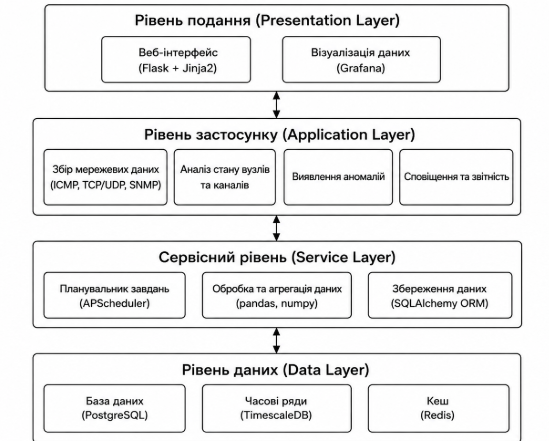 Рівень подання (Presentation Layer)
Веб-інтерфейс
(Flask + Jinja2)
Візуалізація даних
(Grafana)
Рівень застосунку (Application Layer)
Збір мережевих даних
(ICMP, TCP/UDP, SNMP)
Аналіз стану вузлів
та каналів
Виявлення аномалій
Сповіщення та звітність
Сервісний рівень (Service Layer)
Планувальник завдань
(APScheduler)
Обробка та агрегація даних
(pandas, numpy)
Збереження даних
(SQLAlchemy ORM)
Рівень даних (Data Layer)
База даних
(PostgreSQL)
Часові ряди
(TimescaleDB)
Кеш
(Redis)